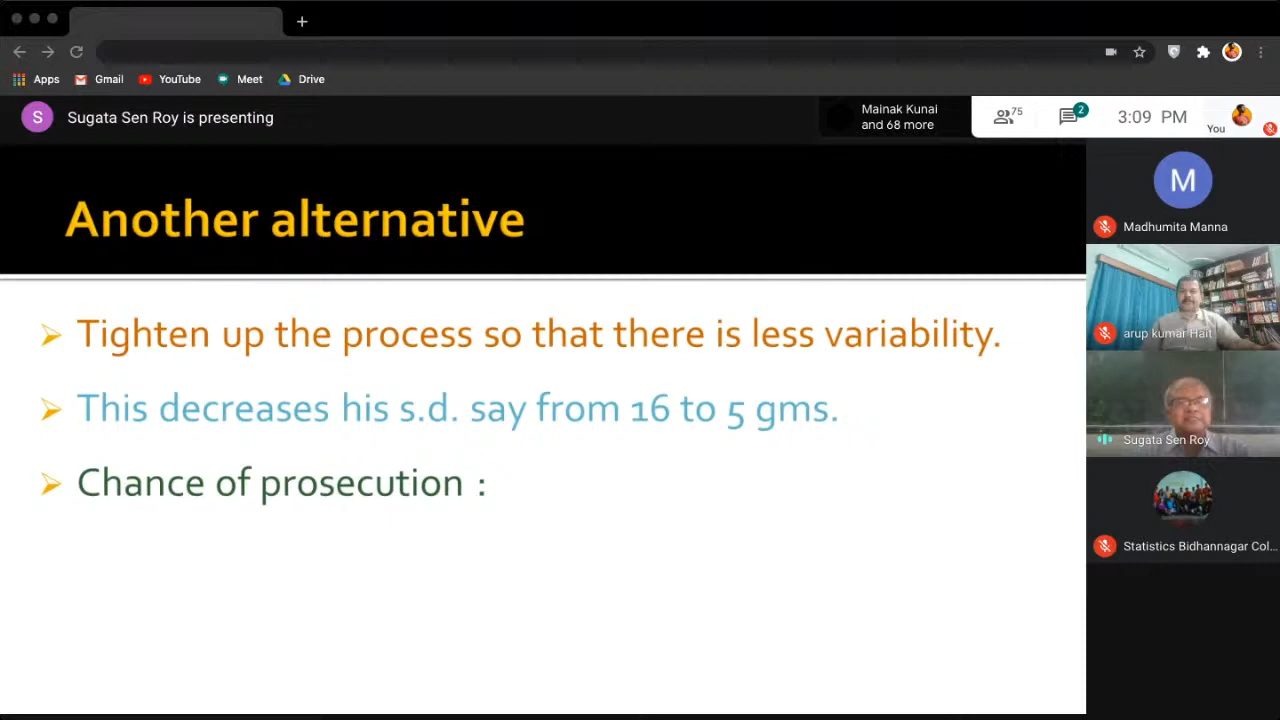 Apps
Gmail
YouTube
Meet
Drive
S
Sugata Sen Roy is presenting
Mainak Kunai
and 68 more
75
2
3:09 PM
You
Another alternative
Tighten up the process so that there is less variability.
This decreases his s.d. say from 16 to 5 gms.
Chance of prosecution :
M
Madhumita Manna
arup kumar Hait
Sugata Sen Roy
Statistics Bidhannagar Col...